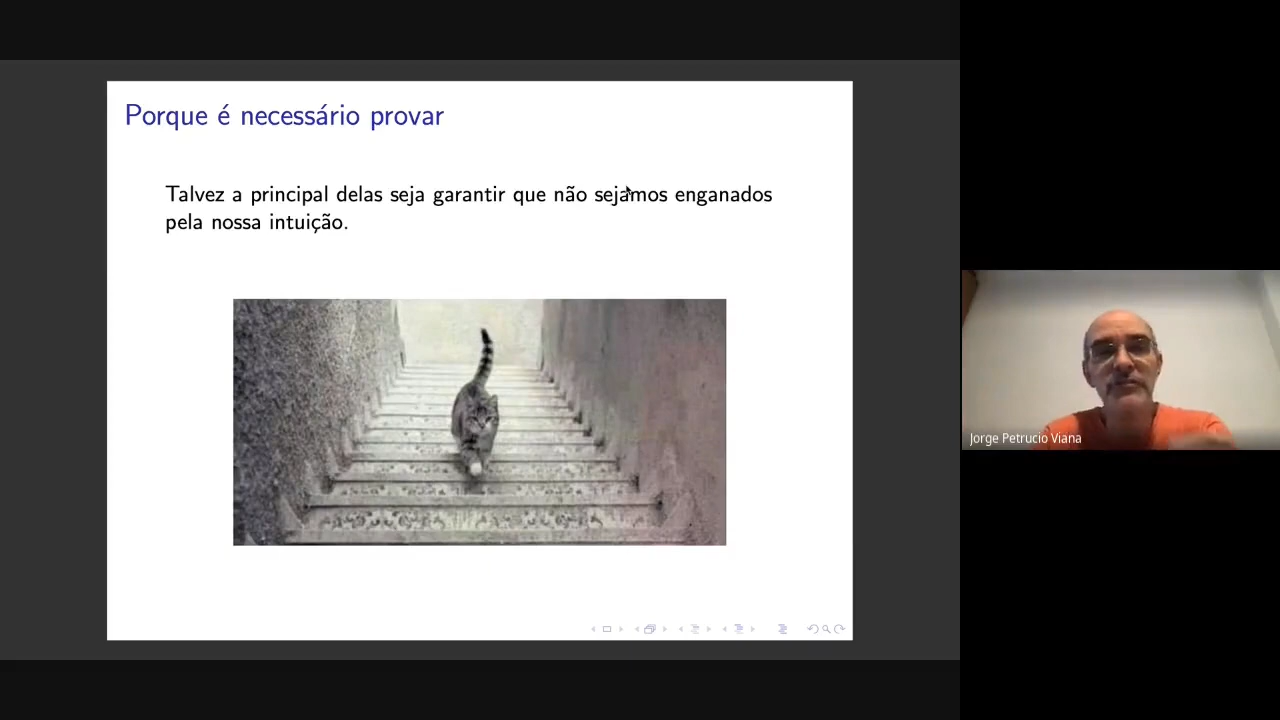 Porque é necessário provar
Talvez a principal delas seja garantir que não sejamos enganados
pela nossa intuição.
Jorge Petrucio Viana